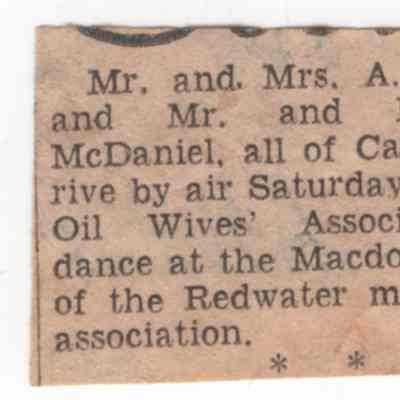 Mr. and. Mrs. A.
and Mr. and
McDaniel, all of Ca
rive by air Saturday
Oil Wives' Associ
dance at the Macdo
of the Redwater m
association.
* *